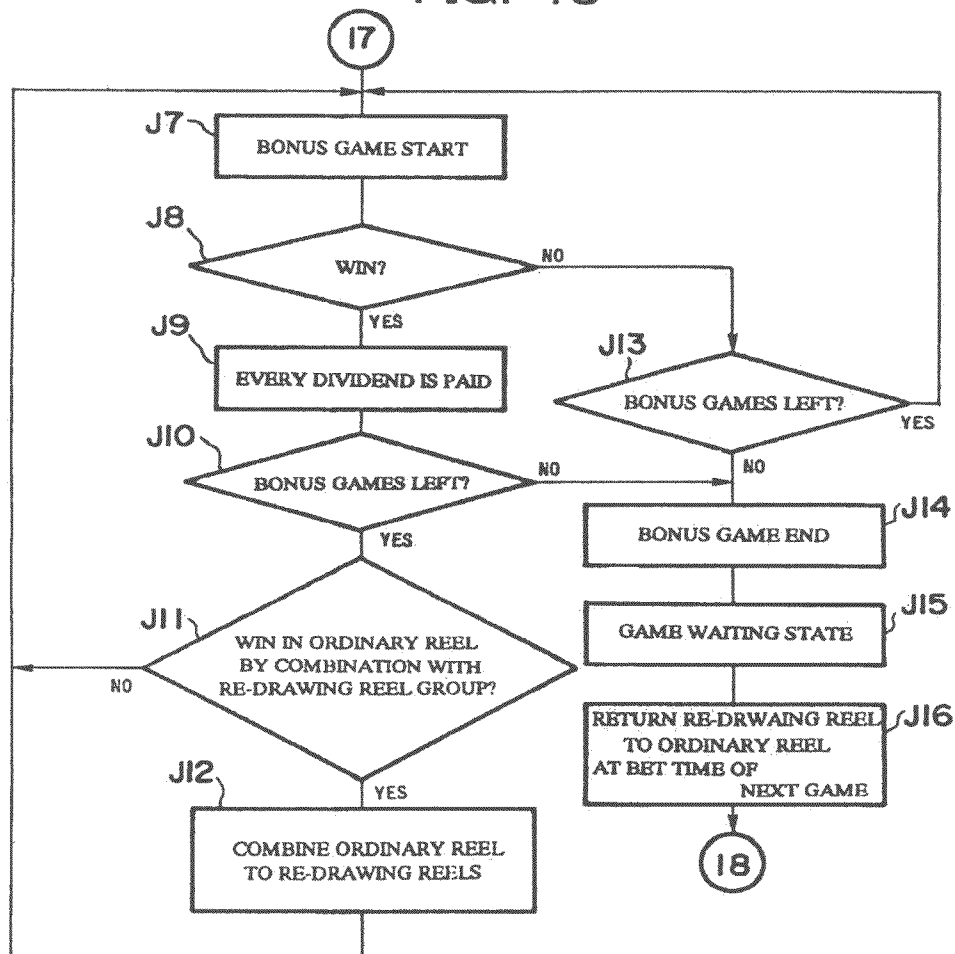 17
J7
BONUS GAME START
J8
WIN?
NO
YES
J9
EVERY DIVIDEND IS PAID
J13
BONUS GAMES LEFT?
YES
NO
J10
BONUS GAMES LEFT?
NO
YES
J14
BONUS GAME END
J11
WIN IN ORDINARY REEL
BY COMBINATION WITH
RE-DRAWING REEL GROUP?
NO
YES
J15
GAME WAITING STATE
J16
RETURN RE-DRWAING REEL
TO ORDINARY REEL
AT BET TIME OF
NEXT GAME
J12
COMBINE ORDINARY REEL
TO RE-DRAWING REELS
18